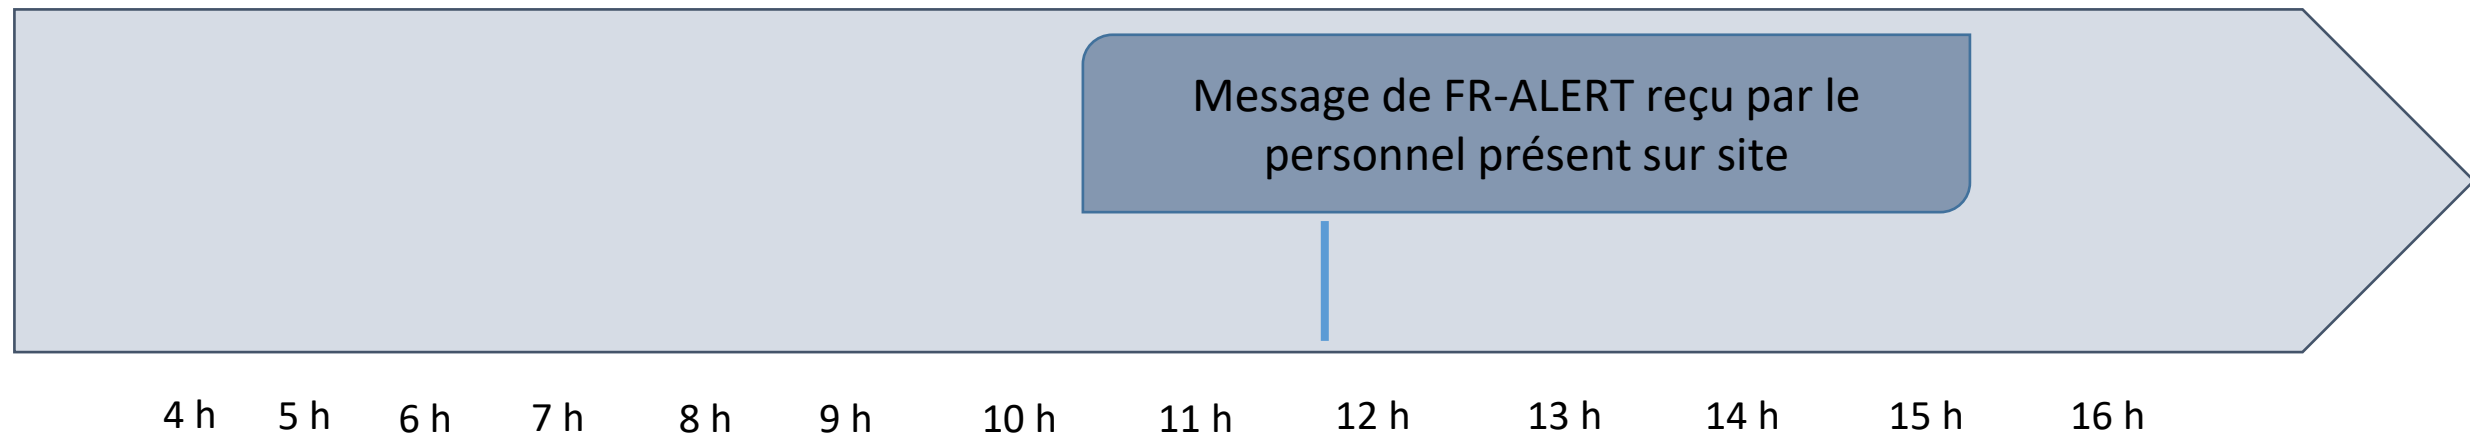 Message de FR-ALERT reçu par le
personnel présent sur site
4 h 5 h 6 h 7 h 8 h 9 h 10 h 11 h 12 h 13 h 14 h 15 h 16 h